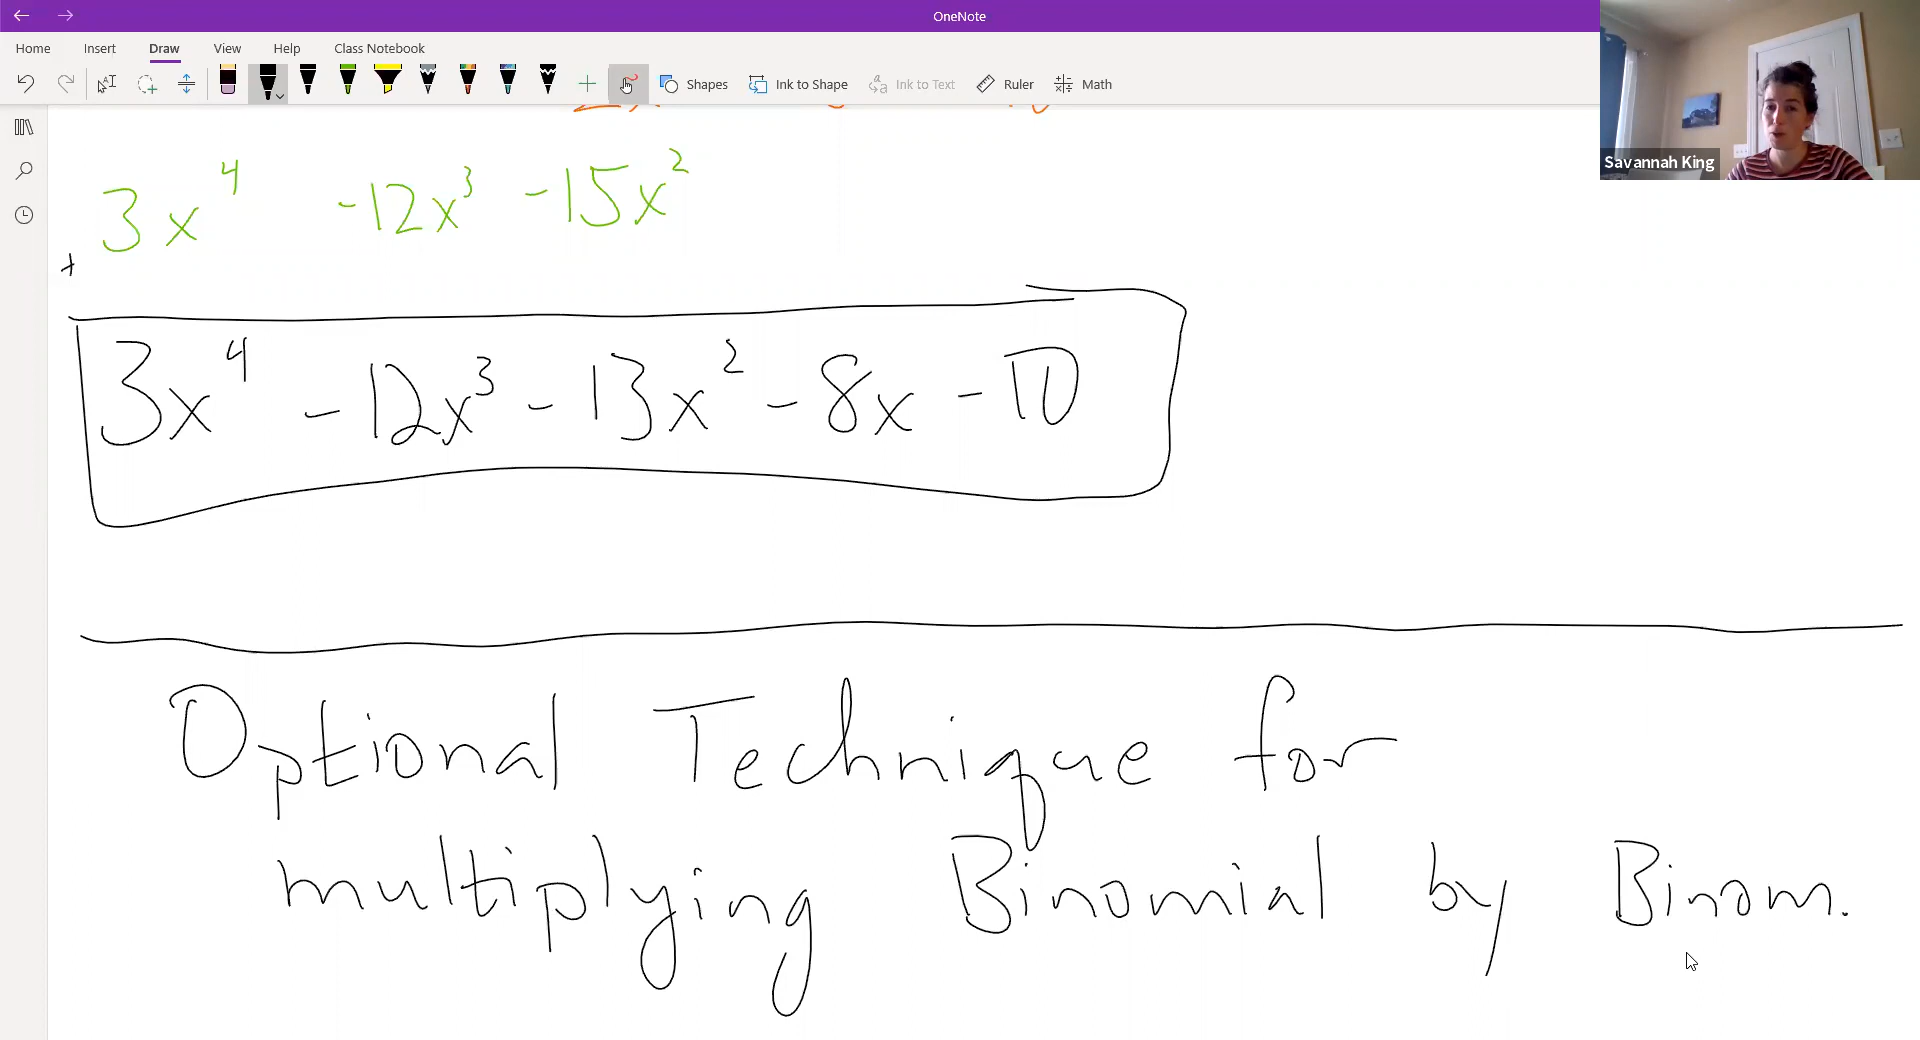 OneNote
Home Insert Draw View Help Class Notebook
Shapes Ink to Shape Ink to Text Ruler Math
Savannah King
3x⁴ -12x³ -15x²
+
3x⁴ - 12x³ - 13x² - 8x - 10
Optional Technique for
multiplying Binomial by Binom.